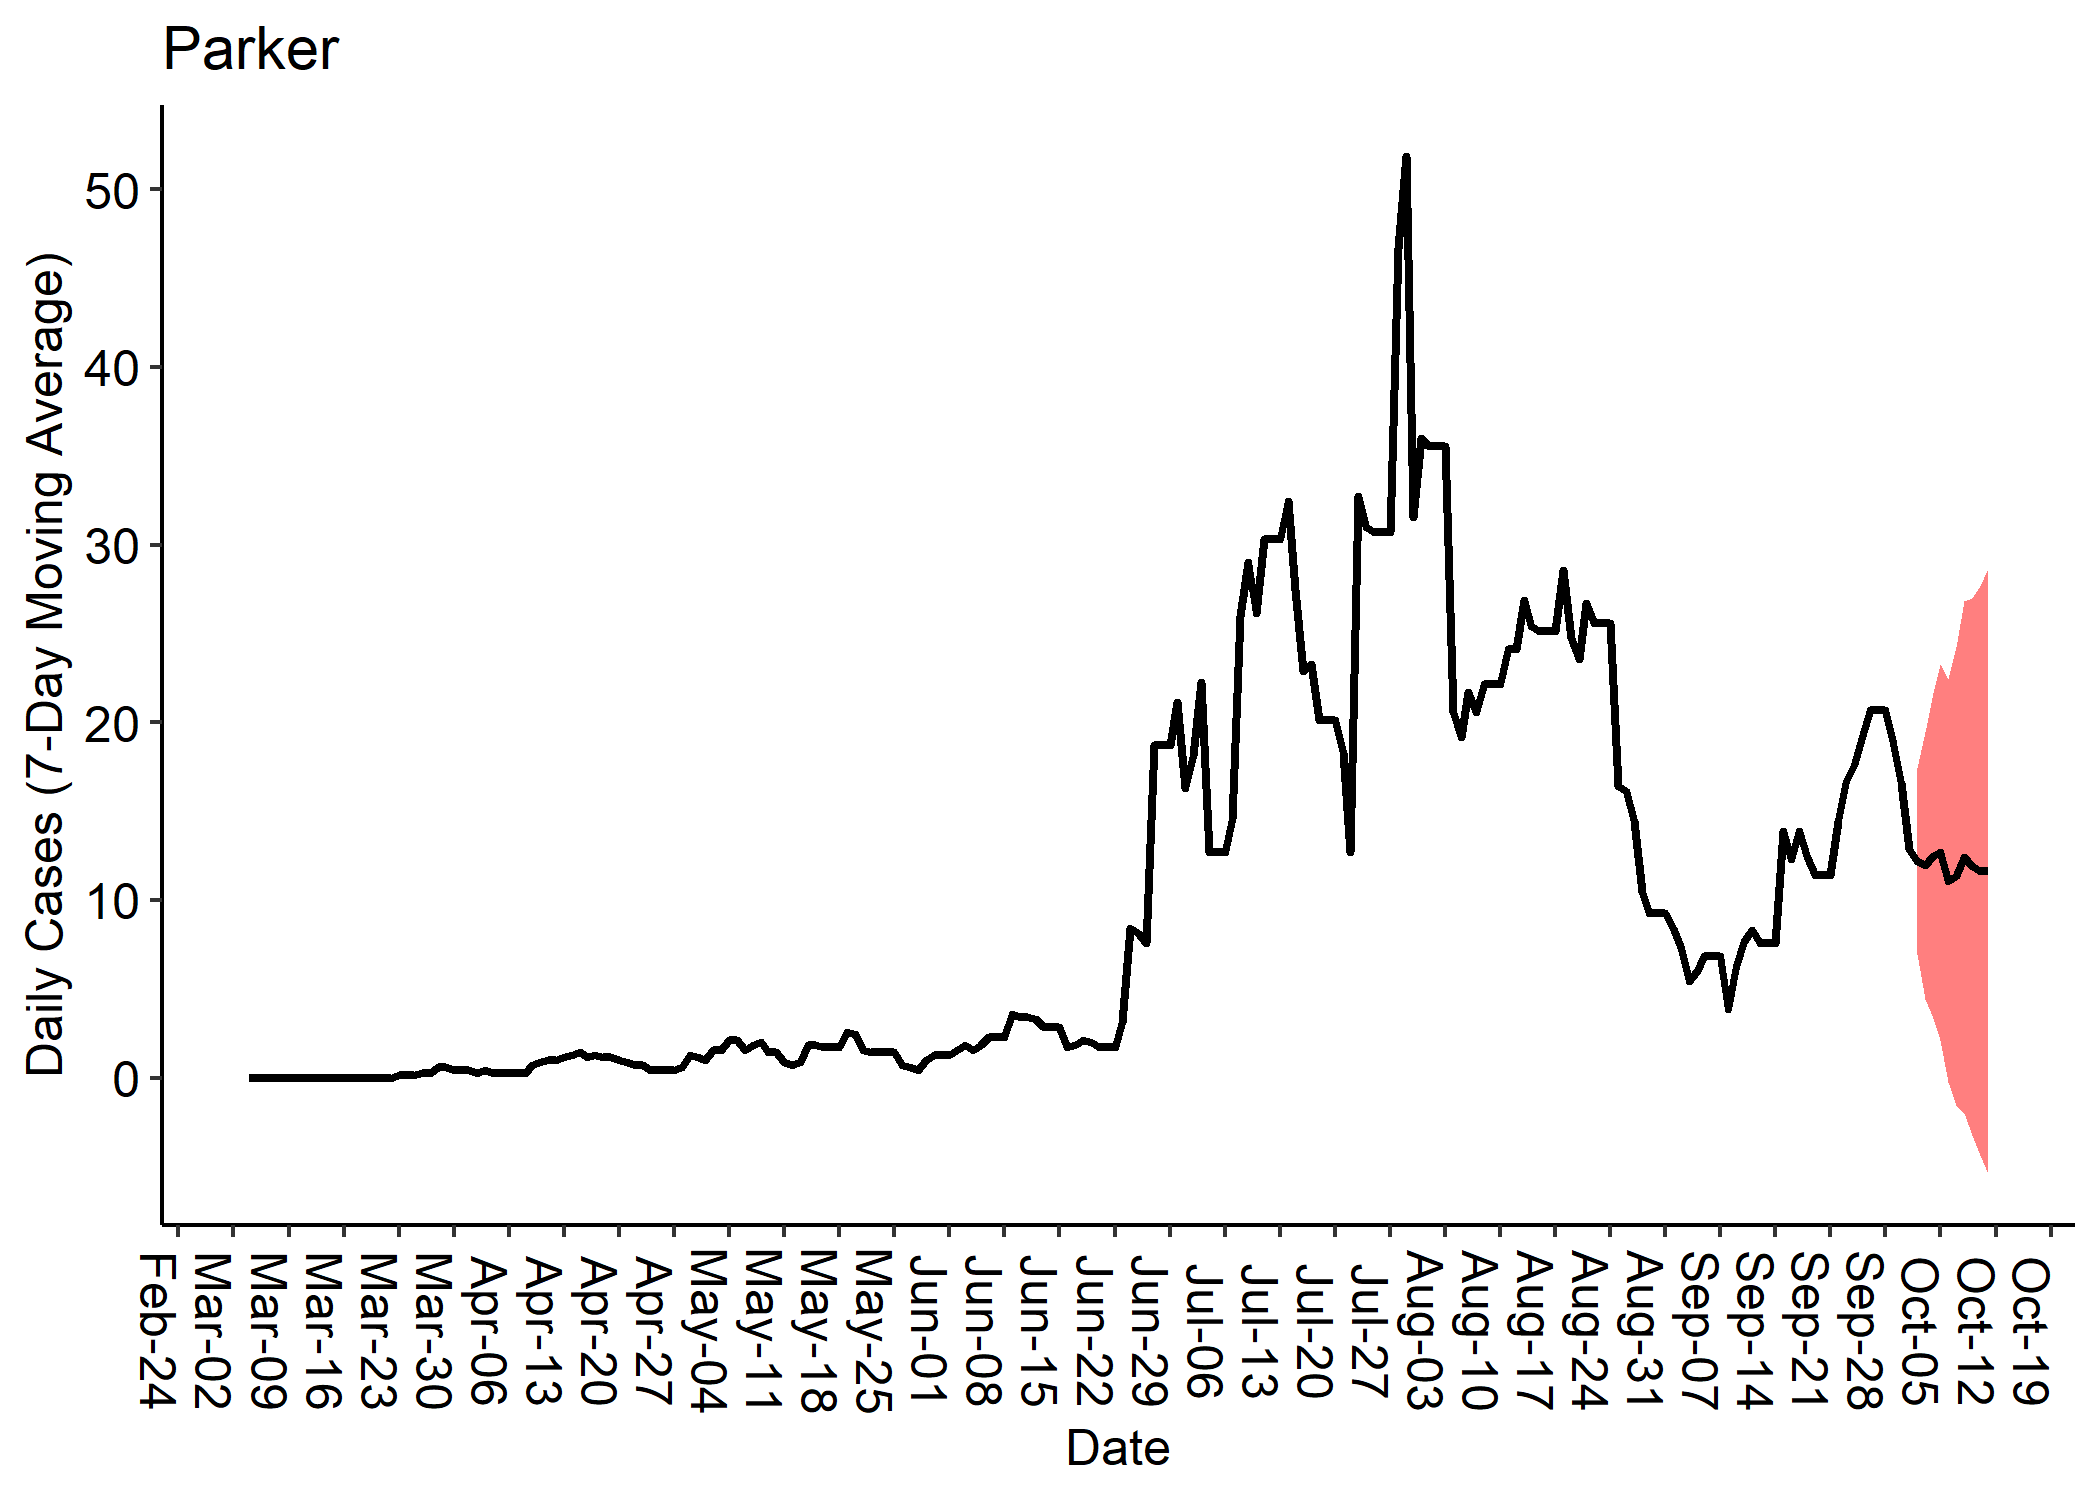 Parker
Daily Cases (7-Day Moving Average)
50
40
30
20
10
0
Feb-24
Mar-02
Mar-09
Mar-16
Mar-23
Mar-30
Apr-06
Apr-13
Apr-20
Apr-27
May-04
May-11
May-18
May-25
Jun-01
Jun-08
Jun-15
Jun-22
Jun-29
Jul-06
Jul-13
Jul-20
Jul-27
Aug-03
Aug-10
Aug-17
Aug-24
Aug-31
Sep-07
Sep-14
Sep-21
Sep-28
Oct-05
Oct-12
Oct-19
Date